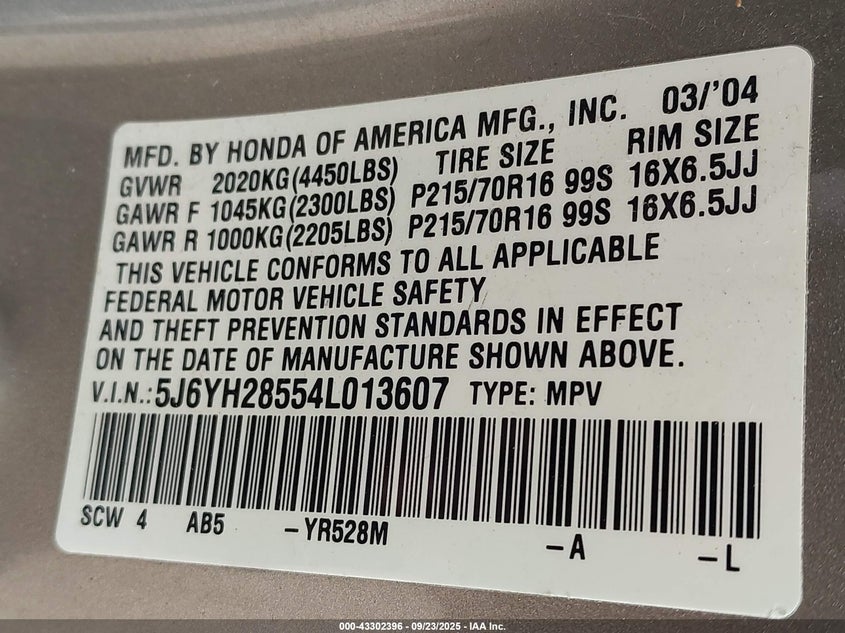 MFD. BY HONDA OF AMERICA MFG., INC. 03/'04
GVWR 2020KG(4450LBS) TIRE SIZE RIM SIZE
GAWR F 1045KG(2300LBS) P215/70R16 99S 16X6.5JJ
GAWR R 1000KG(2205LBS) P215/70R16 99S 16X6.5JJ
THIS VEHICLE CONFORMS TO ALL APPLICABLE
FEDERAL MOTOR VEHICLE SAFETY
AND THEFT PREVENTION STANDARDS IN EFFECT
ON THE DATE OF MANUFACTURE SHOWN ABOVE.
V.I.N.:5J6YH28554L013607 TYPE: MPV
SCW 4 AB5 -YR528M -A -L
000-43302396 - 09/23/2025 - IAA Inc.